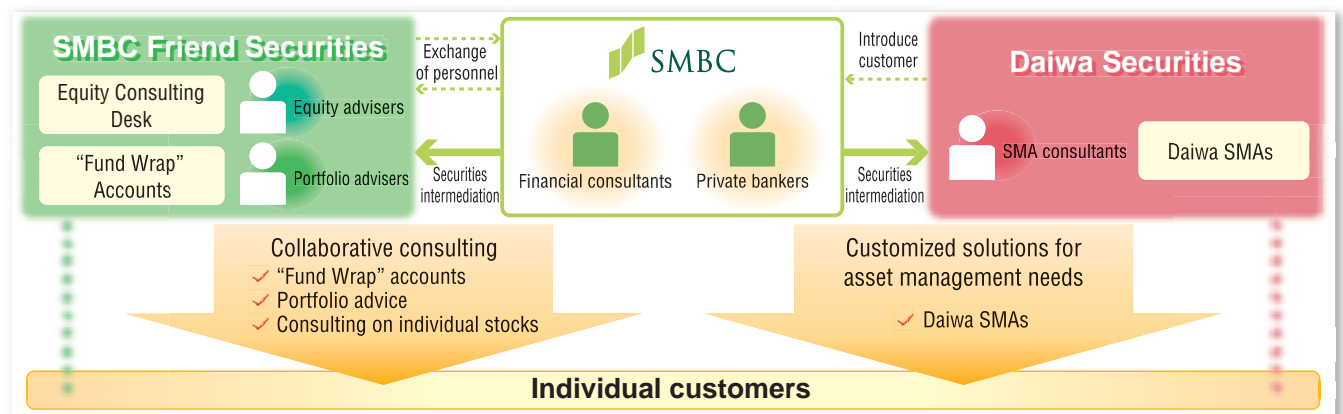 SMBC Friend Securities
Equity Consulting
Desk
Equity advisers
“Fund Wrap”
Accounts
Portfolio advisers
Exchange
of personnel
Securities
intermediation
SMBC
Financial consultants
Private bankers
Introduce
customer
Securities
intermediation
Daiwa Securities
SMA consultants
Daiwa SMAs
Collaborative consulting
“Fund Wrap” accounts
Portfolio advice
Consulting on individual stocks
Customized solutions for
asset management needs
Daiwa SMAs
Individual customers